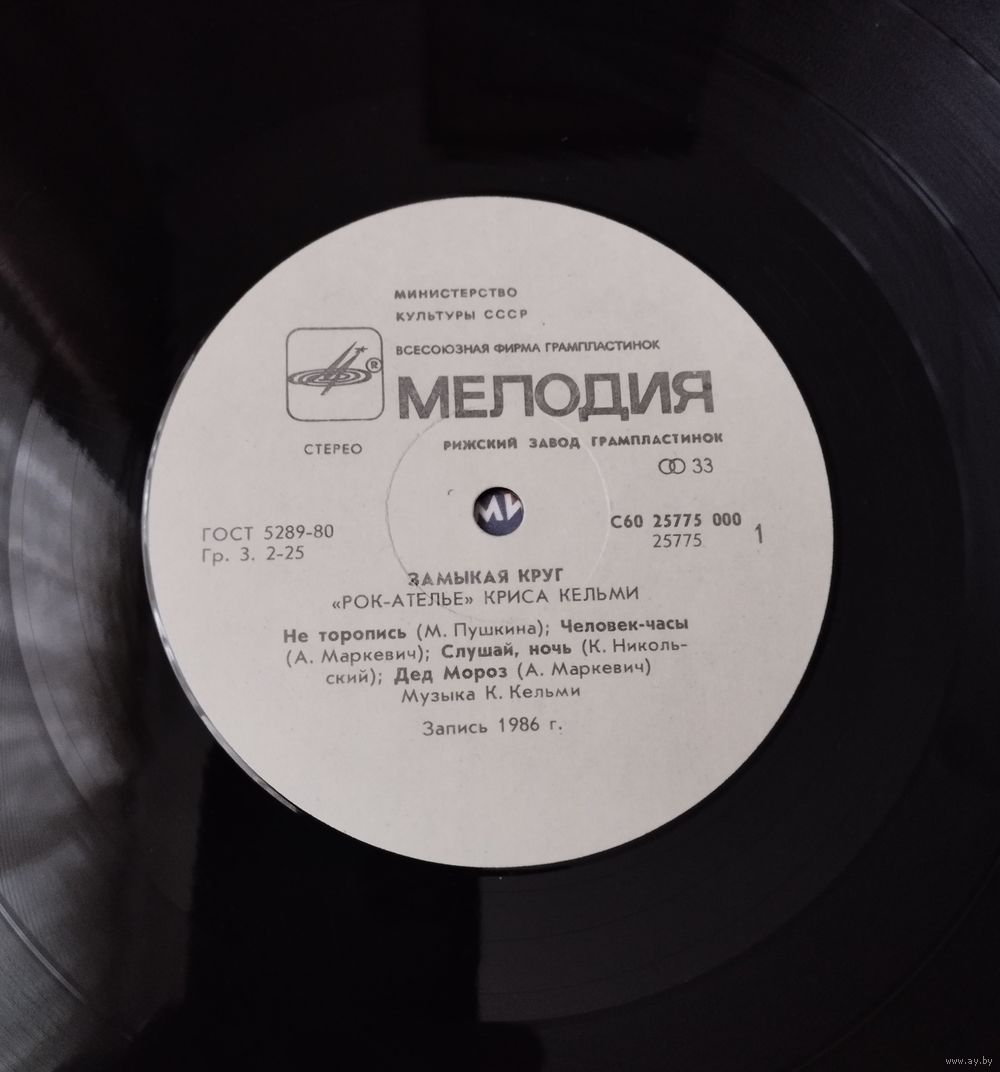 МИНИСТЕРСТВО
КУЛЬТУРЫ СССР
ВСЕСОЮЗНАЯ ФИРМА ГРАМПЛАСТИНОК
МЕЛОДИЯ
®
СТЕРЕО
РИЖСКИЙ ЗАВОД ГРАМПЛАСТИНОК
33
МИ
ГОСТ 5289-80
Гр. 3. 2-25
С60 25775 000
25775
1
ЗАМЫКАЯ КРУГ
«РОК-АТЕЛЬЕ» КРИСА КЕЛЬМИ
Не торопись (М. Пушкина); Человек-часы
(А. Маркевич); Слушай, ночь (К. Николь-
ский); Дед Мороз (А. Маркевич)
Музыка К. Кельми
Запись 1986 г.
www.ay.by